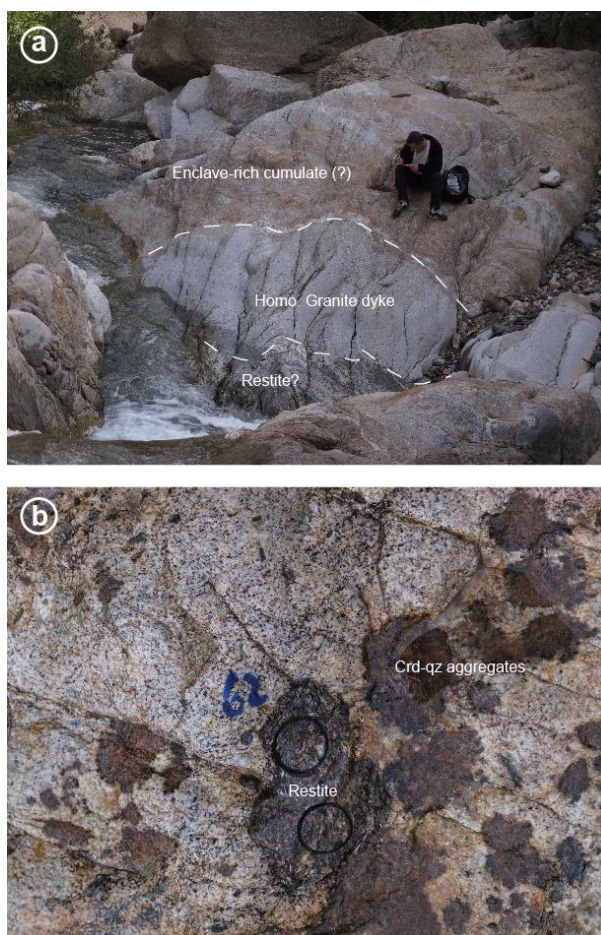 a
Enclave-rich cumulate (?)
Homo. Granite dyke
Restite?
b
Crd-qz aggregates
62
Restite